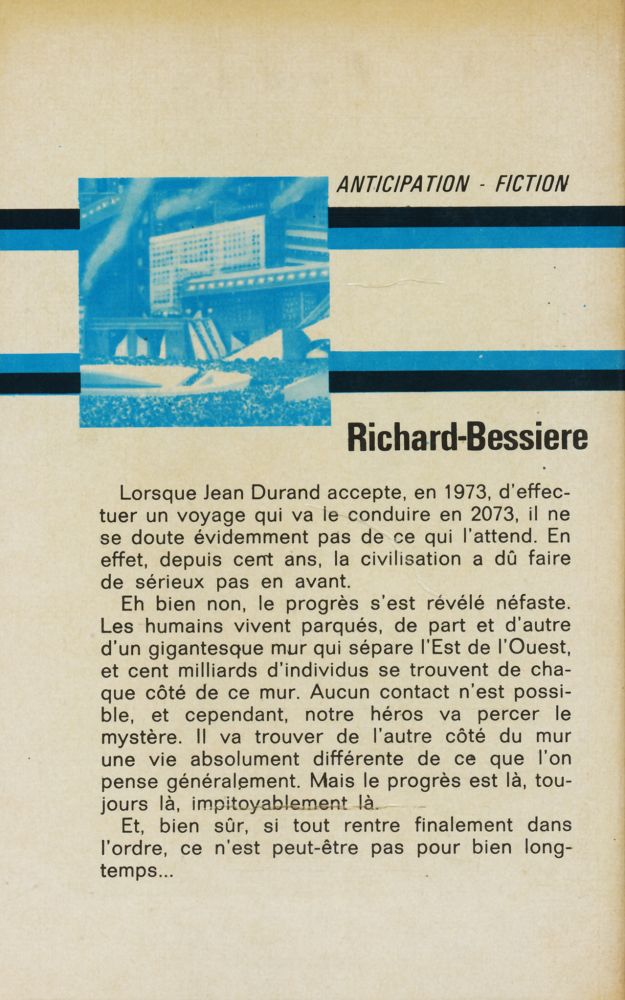 ANTICIPATION - FICTION
Richard-Bessiere
Lorsque Jean Durand accepte, en 1973, d'effec-
tuer un voyage qui va le conduire en 2073, il ne
se doute évidemment pas de ce qui l'attend. En
effet, depuis cent ans, la civilisation a dû faire
de sérieux pas en avant.
Eh bien non, le progrès s'est révélé néfaste.
Les humains vivent parqués, de part et d'autre
d'un gigantesque mur qui sépare l'Est de l'Ouest,
et cent milliards d'individus se trouvent de cha-
que côté de ce mur. Aucun contact n'est possi-
ble, et cependant, notre héros va percer le
mystère. Il va trouver de l'autre côté du mur
une vie absolument différente de ce que l'on
pense généralement. Mais le progrès est là, tou-
jours là, impitoyablement là.
Et, bien sûr, si tout rentre finalement dans
l'ordre, ce n'est peut-être pas pour bien long-
temps...